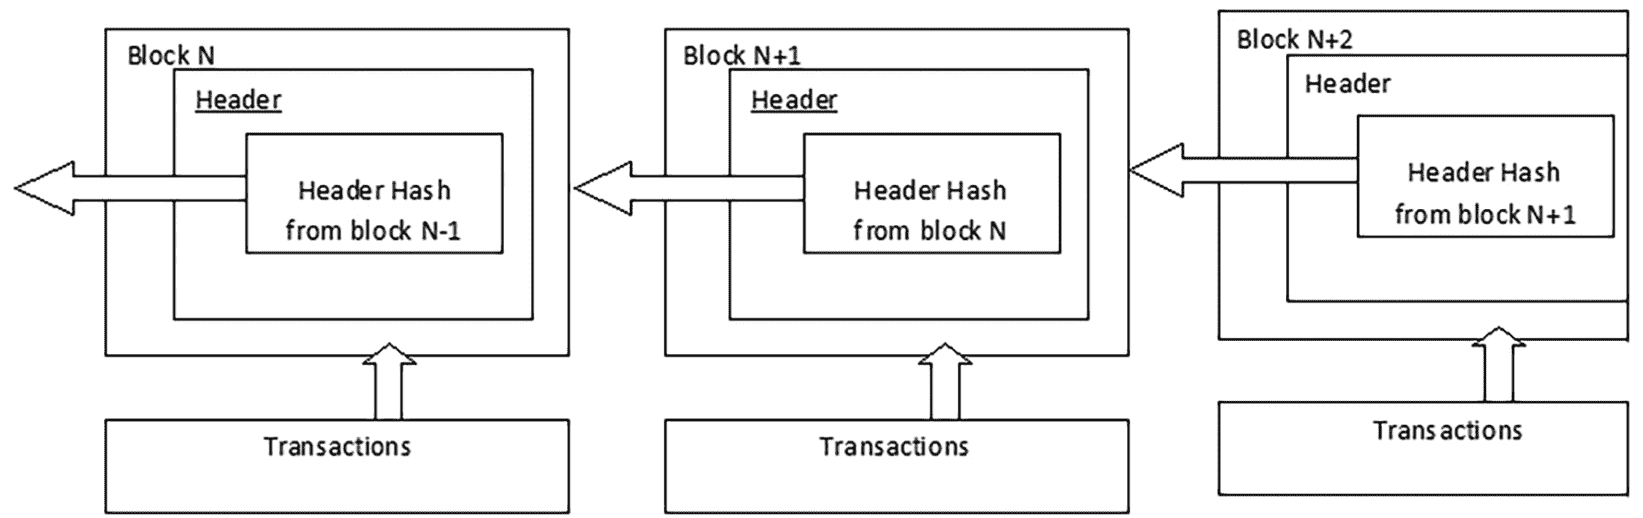 Block N
Header
Header Hash
from block N-1
Transactions
Block N+1
Header
Header Hash
from block N
Transactions
Block N+2
Header
Header Hash
from block N+1
Transactions